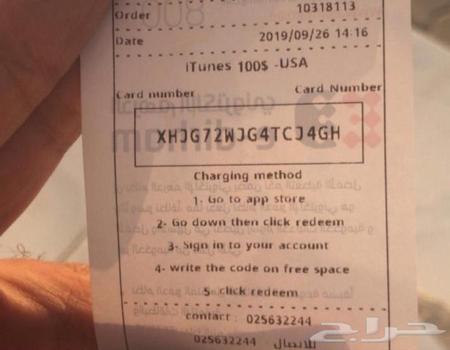 Order 10318113
Date 2019/09/26 14:16
iTunes 100$ -USA
Card number Card Number
XHJG72WJG4TCJ4GH
Charging method
1- Go to app store
2- Go down then click redeem
3- Sign in to your account
4- write the code on free space
5- click redeem
contact : 025632244
للاتصال : 025632244
حراج